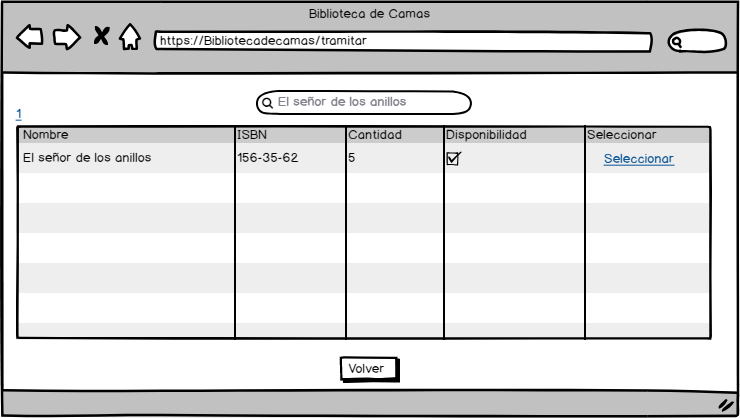 Biblioteca de Camas
https://Bibliotecadecamas/tramitar
El señor de los anillos
1
Nombre ISBN Cantidad Disponibilidad Seleccionar
El señor de los anillos 156-35-62 5 Seleccionar
Volver